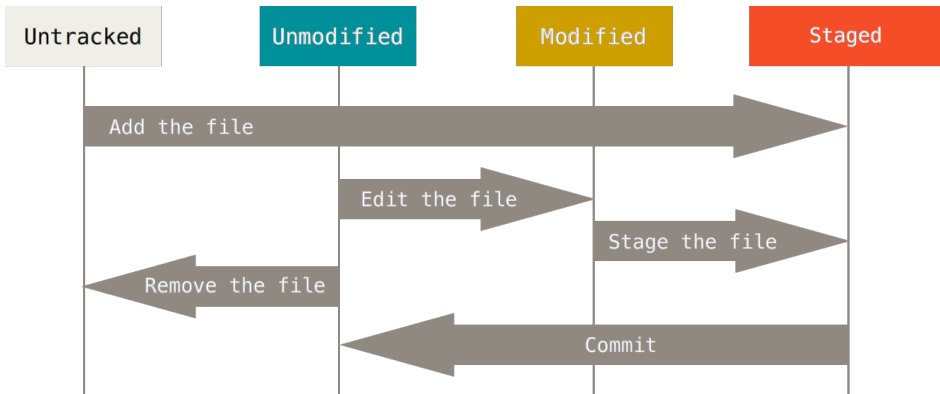 Untracked
Unmodified
Modified
Staged
Add the file
Edit the file
Stage the file
Remove the file
Commit